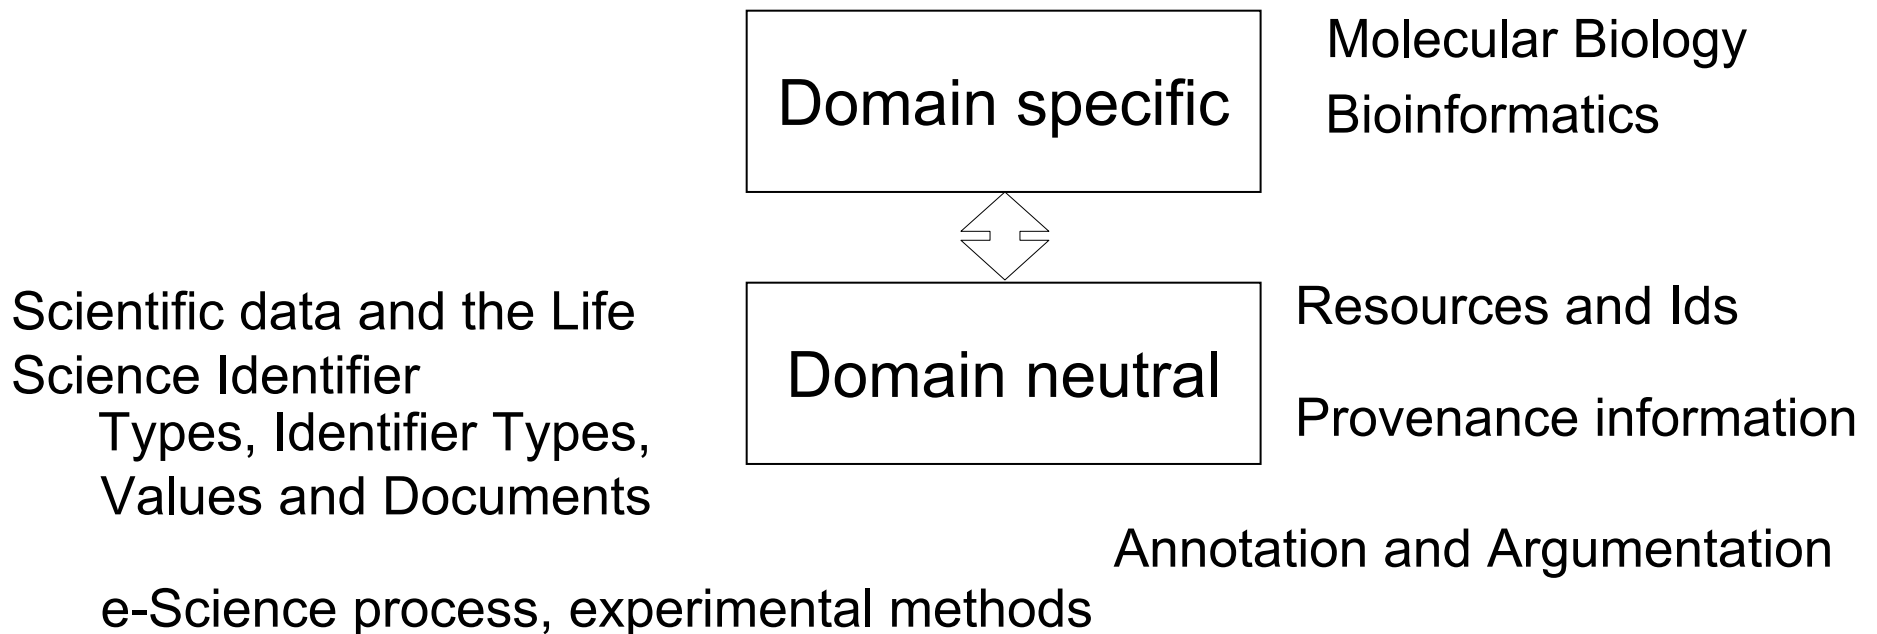 Molecular Biology
Domain specific
Bioinformatics
Scientific data and the Life
Science Identifier
Types, Identifier Types,
Values and Documents
Domain neutral
Resources and Ids
Provenance information
Annotation and Argumentation
e-Science process, experimental methods